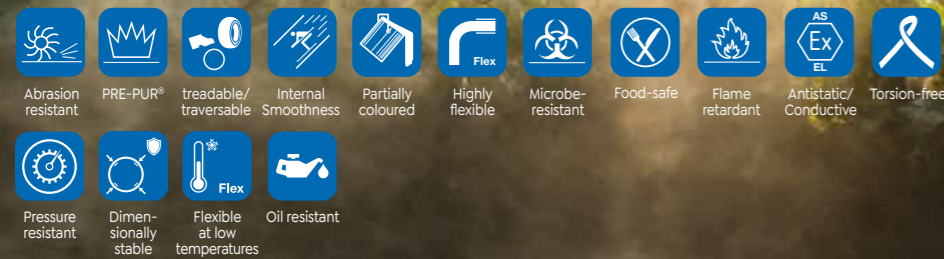 Flex
AS
Ex
EL
Abrasion
resistant
PRE-PUR®
treadable/
traversable
Internal
Smoothness
Partially
coloured
Highly
flexible
Microbe-
resistant
Food-safe
Flame
retardant
Antistatic/
Conductive
Torsion-free
Flex
Pressure
resistant
Dimen-
sionally
stable
Flexible
at low
temperatures
Oil resistant